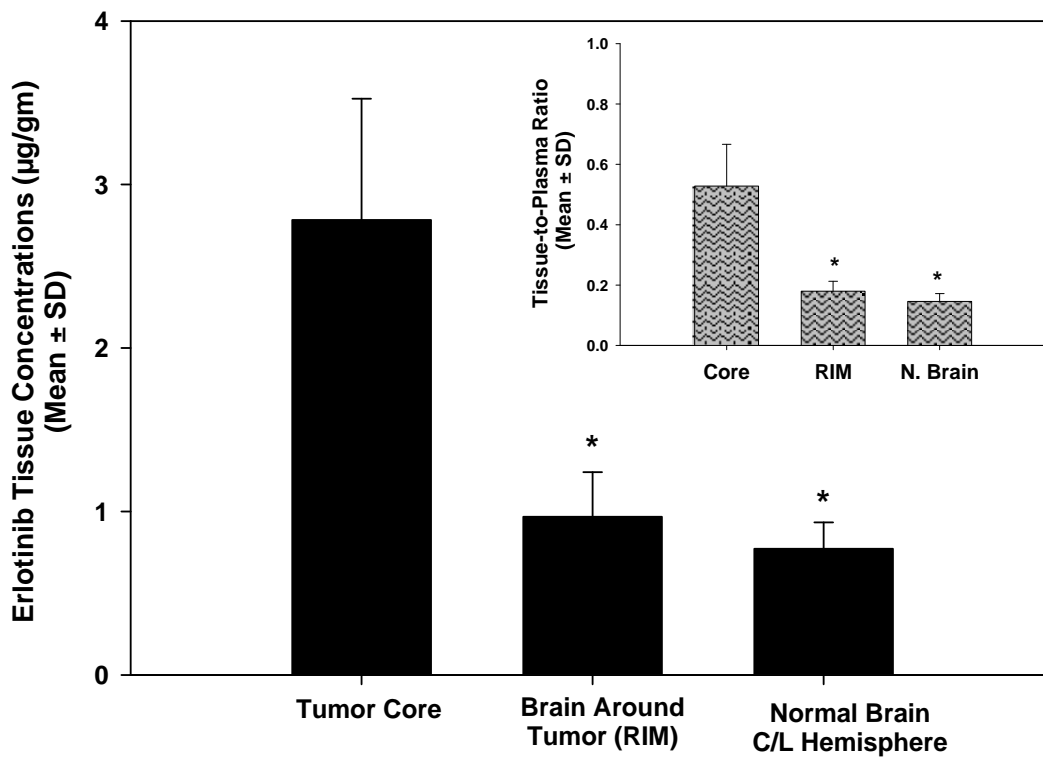 Erlotinib Tissue Concentrations (µg/gm)
(Mean ± SD)
4
3
2
1
0
*
*
Tumor Core
Brain Around
Tumor (RIM)
Normal Brain
C/L Hemisphere
Tissue-to-Plasma Ratio
(Mean ± SD)
1.0
0.8
0.6
0.4
0.2
0.0
*
*
Core
RIM
N. Brain